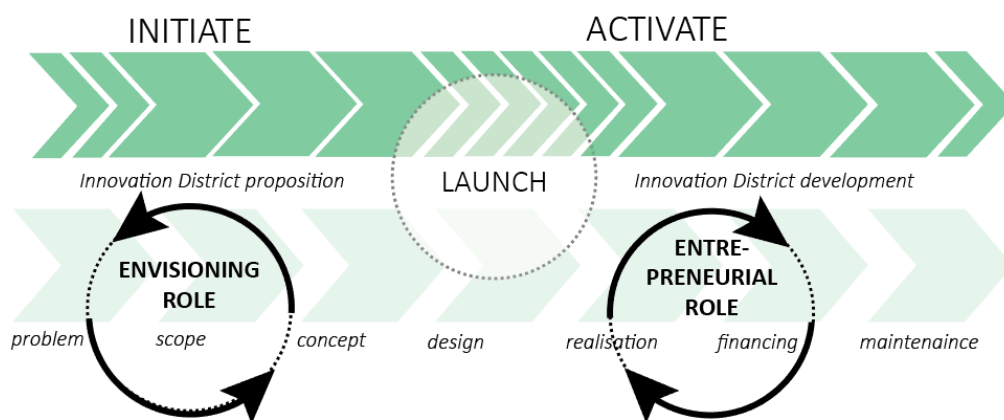 INITIATE
ACTIVATE
Innovation District proposition
LAUNCH
Innovation District development
ENVISIONING
ROLE
ENTRE-
PRENEURIAL
ROLE
problem
scope
concept
design
realisation
financing
maintenaince